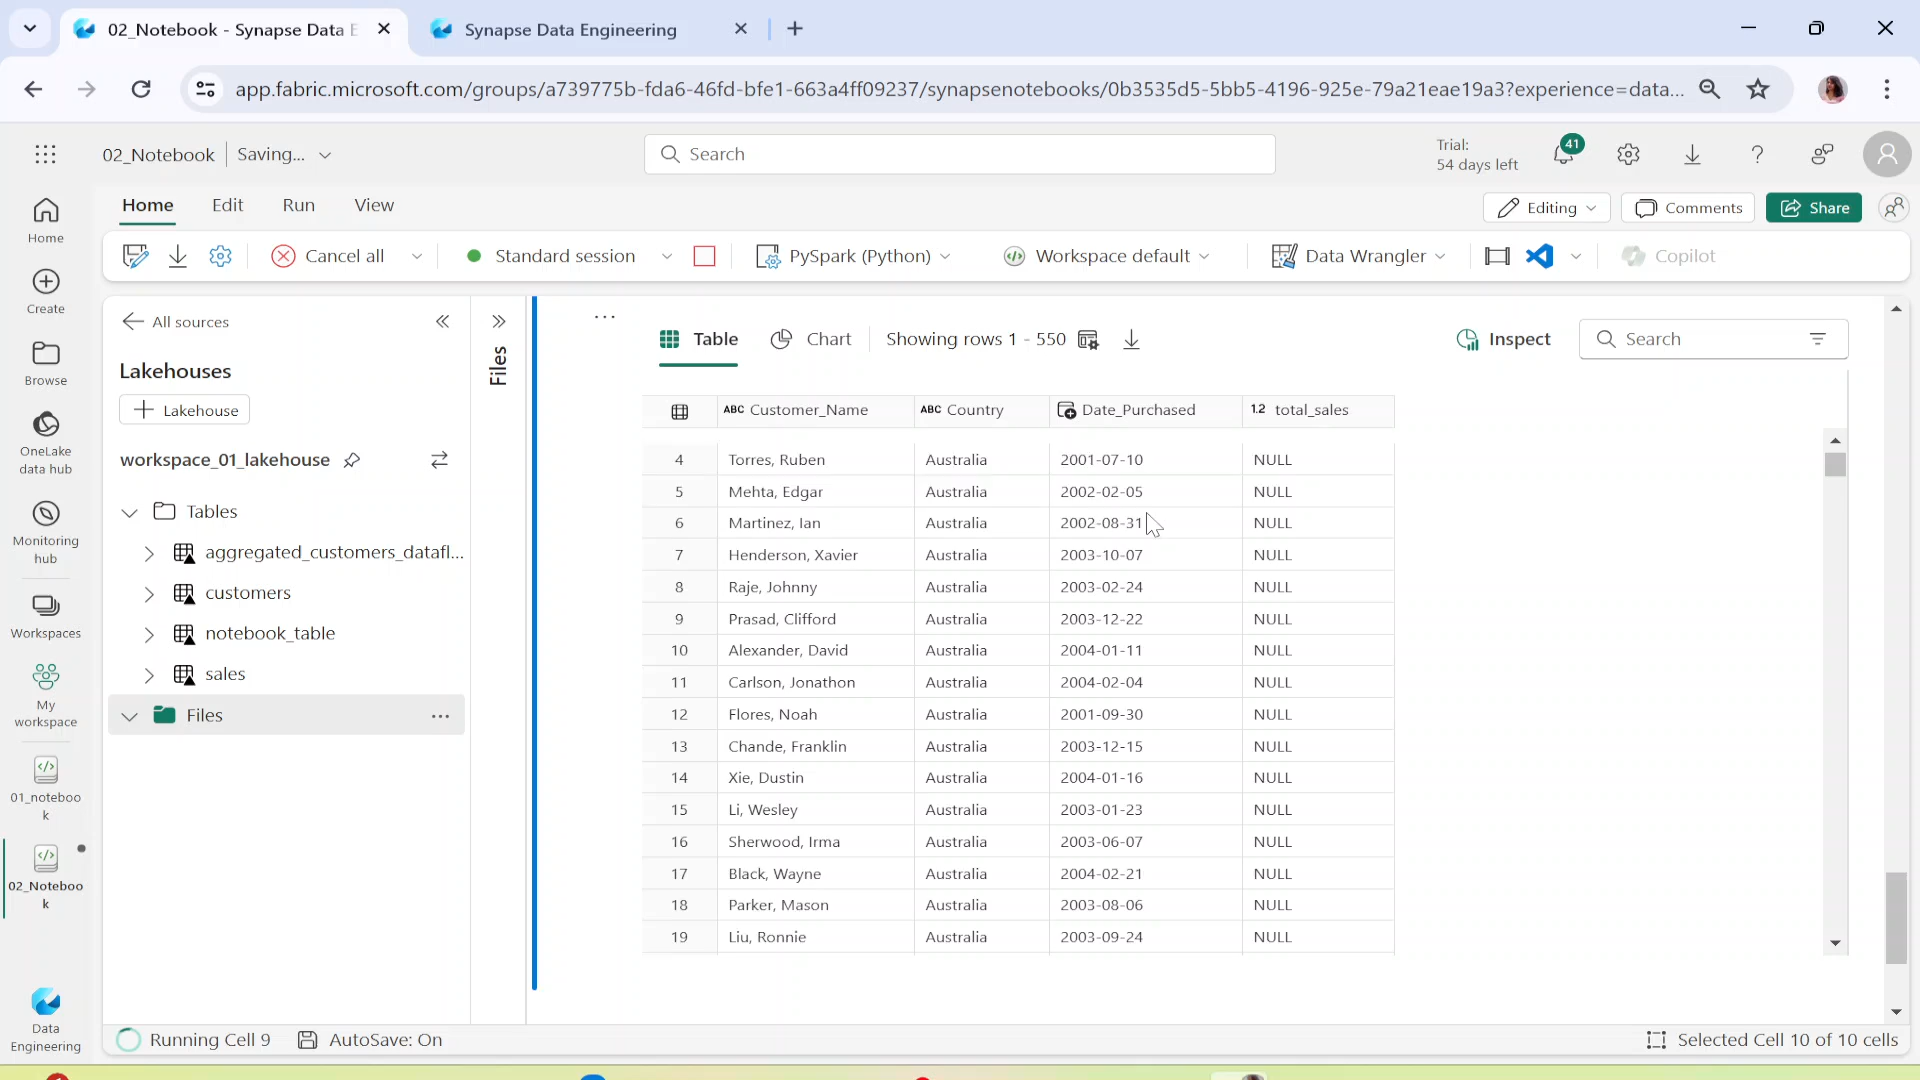 02_Notebook - Synapse Data E
Synapse Data Engineering
app.fabric.microsoft.com/groups/a739775b-fda6-46fd-bfe1-663a4ff09237/synapsenotebooks/0b3535d5-5bb5-4196-925e-79a21eae19a3?experience=data...
02_Notebook Saving...
Search
Trial:
54 days left
41
Home Edit Run View
Editing
Comments
Share
Cancel all
Standard session
PySpark (Python)
Workspace default
Data Wrangler
Copilot
Home
Create
Browse
OneLake
data hub
Monitoring
hub
Workspaces
My
workspace
01_noteboo
k
02_Noteboo
k
Data
Engineering
All sources
Lakehouses
Lakehouse
workspace_01_lakehouse
Tables
aggregated_customers_datafl...
customers
notebook_table
sales
Files
Files
Table Chart Showing rows 1 - 550 Inspect Search
ABC Customer_Name ABC Country Date_Purchased 1.2 total_sales
4 Torres, Ruben Australia 2001-07-10 NULL
5 Mehta, Edgar Australia 2002-02-05 NULL
6 Martinez, Ian Australia 2002-08-31 NULL
7 Henderson, Xavier Australia 2003-10-07 NULL
8 Raje, Johnny Australia 2003-02-24 NULL
9 Prasad, Clifford Australia 2003-12-22 NULL
10 Alexander, David Australia 2004-01-11 NULL
11 Carlson, Jonathon Australia 2004-02-04 NULL
12 Flores, Noah Australia 2001-09-30 NULL
13 Chande, Franklin Australia 2003-12-15 NULL
14 Xie, Dustin Australia 2004-01-16 NULL
15 Li, Wesley Australia 2003-01-23 NULL
16 Sherwood, Irma Australia 2003-06-07 NULL
17 Black, Wayne Australia 2004-02-21 NULL
18 Parker, Mason Australia 2003-08-06 NULL
19 Liu, Ronnie Australia 2003-09-24 NULL
Running Cell 9 AutoSave: On
Selected Cell 10 of 10 cells